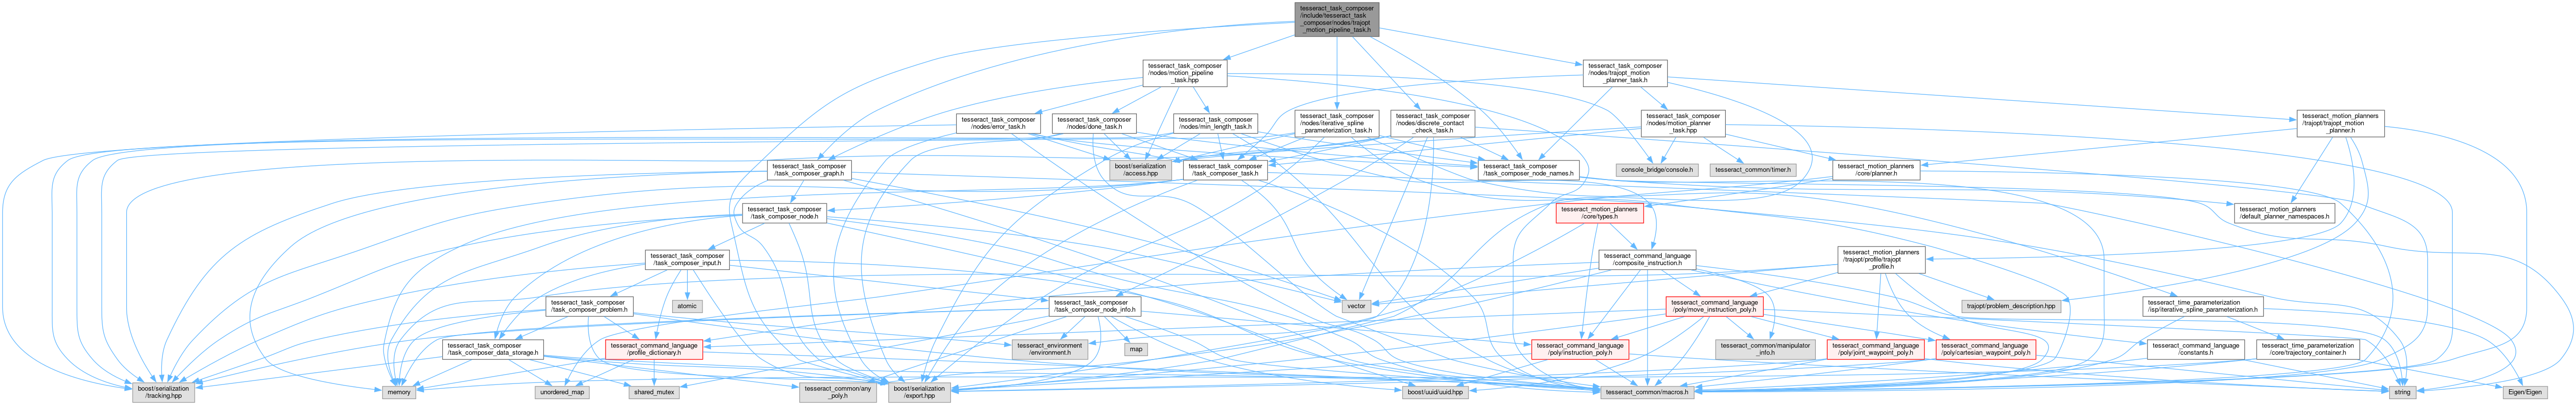 tesseract_task_composer
/include/tesseract_task
_composer/nodes/trajopt
_motion_pipeline_task.h
tesseract_task_composer
/nodes/motion_pipeline
_task.hpp
tesseract_task_composer
/nodes/trajopt_motion
_planner_task.h
tesseract_task_composer
/nodes/error_task.h
tesseract_task_composer
/nodes/done_task.h
tesseract_task_composer
/nodes/min_length_task.h
tesseract_task_composer
/nodes/iterative_spline
_parameterization_task.h
tesseract_task_composer
/nodes/discrete_contact
_check_task.h
tesseract_task_composer
/nodes/motion_planner
_task.hpp
tesseract_motion_planners
/trajopt/trajopt_motion
_planner.h
tesseract_task_composer
/task_composer_graph.h
boost/serialization
/access.hpp
tesseract_task_composer
/task_composer_task.h
tesseract_task_composer
/task_composer_node_names.h
console_bridge/console.h
tesseract_common/timer.h
tesseract_motion_planners
/core/planner.h
tesseract_task_composer
/task_composer_node.h
tesseract_motion_planners
/core/types.h
tesseract_motion_planners
/default_planner_namespaces.h
tesseract_task_composer
/task_composer_input.h
tesseract_command_language
/composite_instruction.h
tesseract_motion_planners
/trajopt/profile/trajopt
_profile.h
tesseract_task_composer
/task_composer_problem.h
atomic
tesseract_task_composer
/task_composer_node_info.h
vector
tesseract_command_language
/poly/move_instruction_poly.h
trajopt/problem_description.hpp
tesseract_time_parameterization
/isp/iterative_spline_parameterization.h
tesseract_task_composer
/task_composer_data_storage.h
tesseract_command_language
/profile_dictionary.h
tesseract_environment
/environment.h
map
tesseract_command_language
/poly/instruction_poly.h
tesseract_common/manipulator
_info.h
tesseract_command_language
/poly/joint_waypoint_poly.h
tesseract_command_language
/poly/cartesian_waypoint_poly.h
tesseract_command_language
/constants.h
tesseract_time_parameterization
/core/trajectory_container.h
boost/serialization
/tracking.hpp
memory
unordered_map
shared_mutex
tesseract_common/any
_poly.h
boost/serialization
/export.hpp
boost/uuid/uuid.hpp
tesseract_common/macros.h
string
Eigen/Eigen